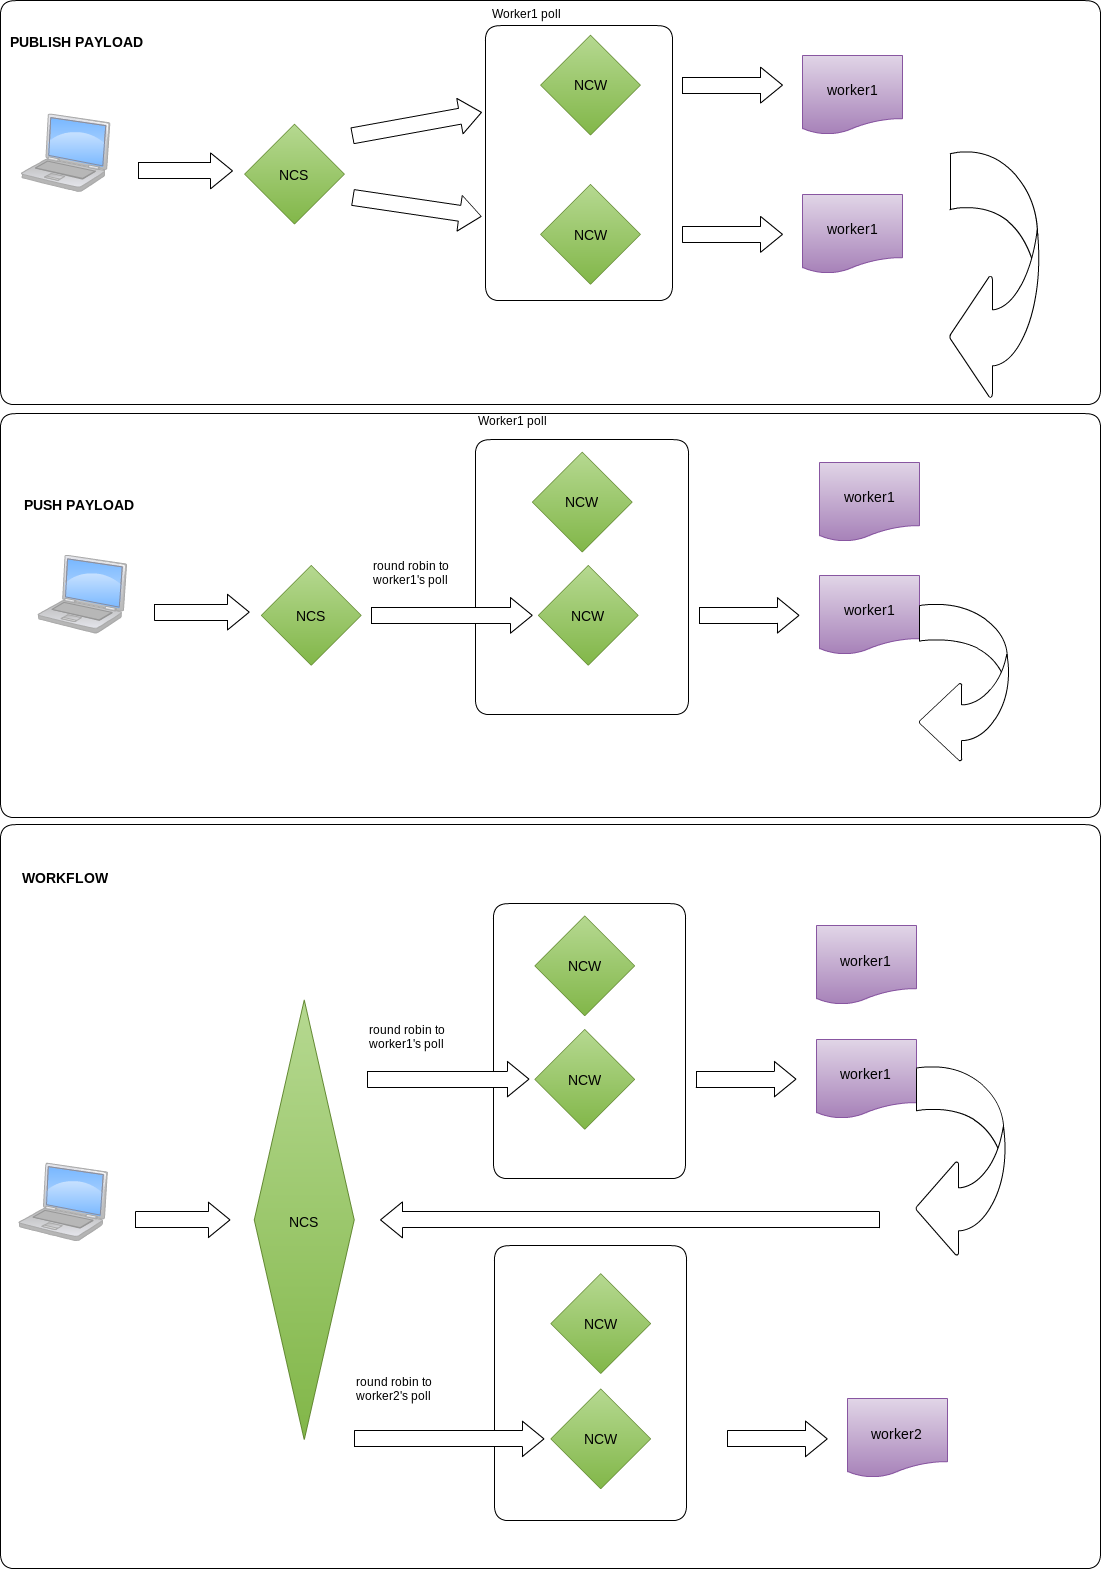 Worker1 poll
PUBLISH PAYLOAD
NCW
worker1
NCS
NCW
worker1
Worker1 poll
PUSH PAYLOAD
NCW
worker1
round robin to
worker1's poll
NCS
NCW
worker1
WORKFLOW
NCW
worker1
round robin to
worker1's poll
NCW
worker1
NCS
NCW
round robin to
worker2's poll
NCW
worker2